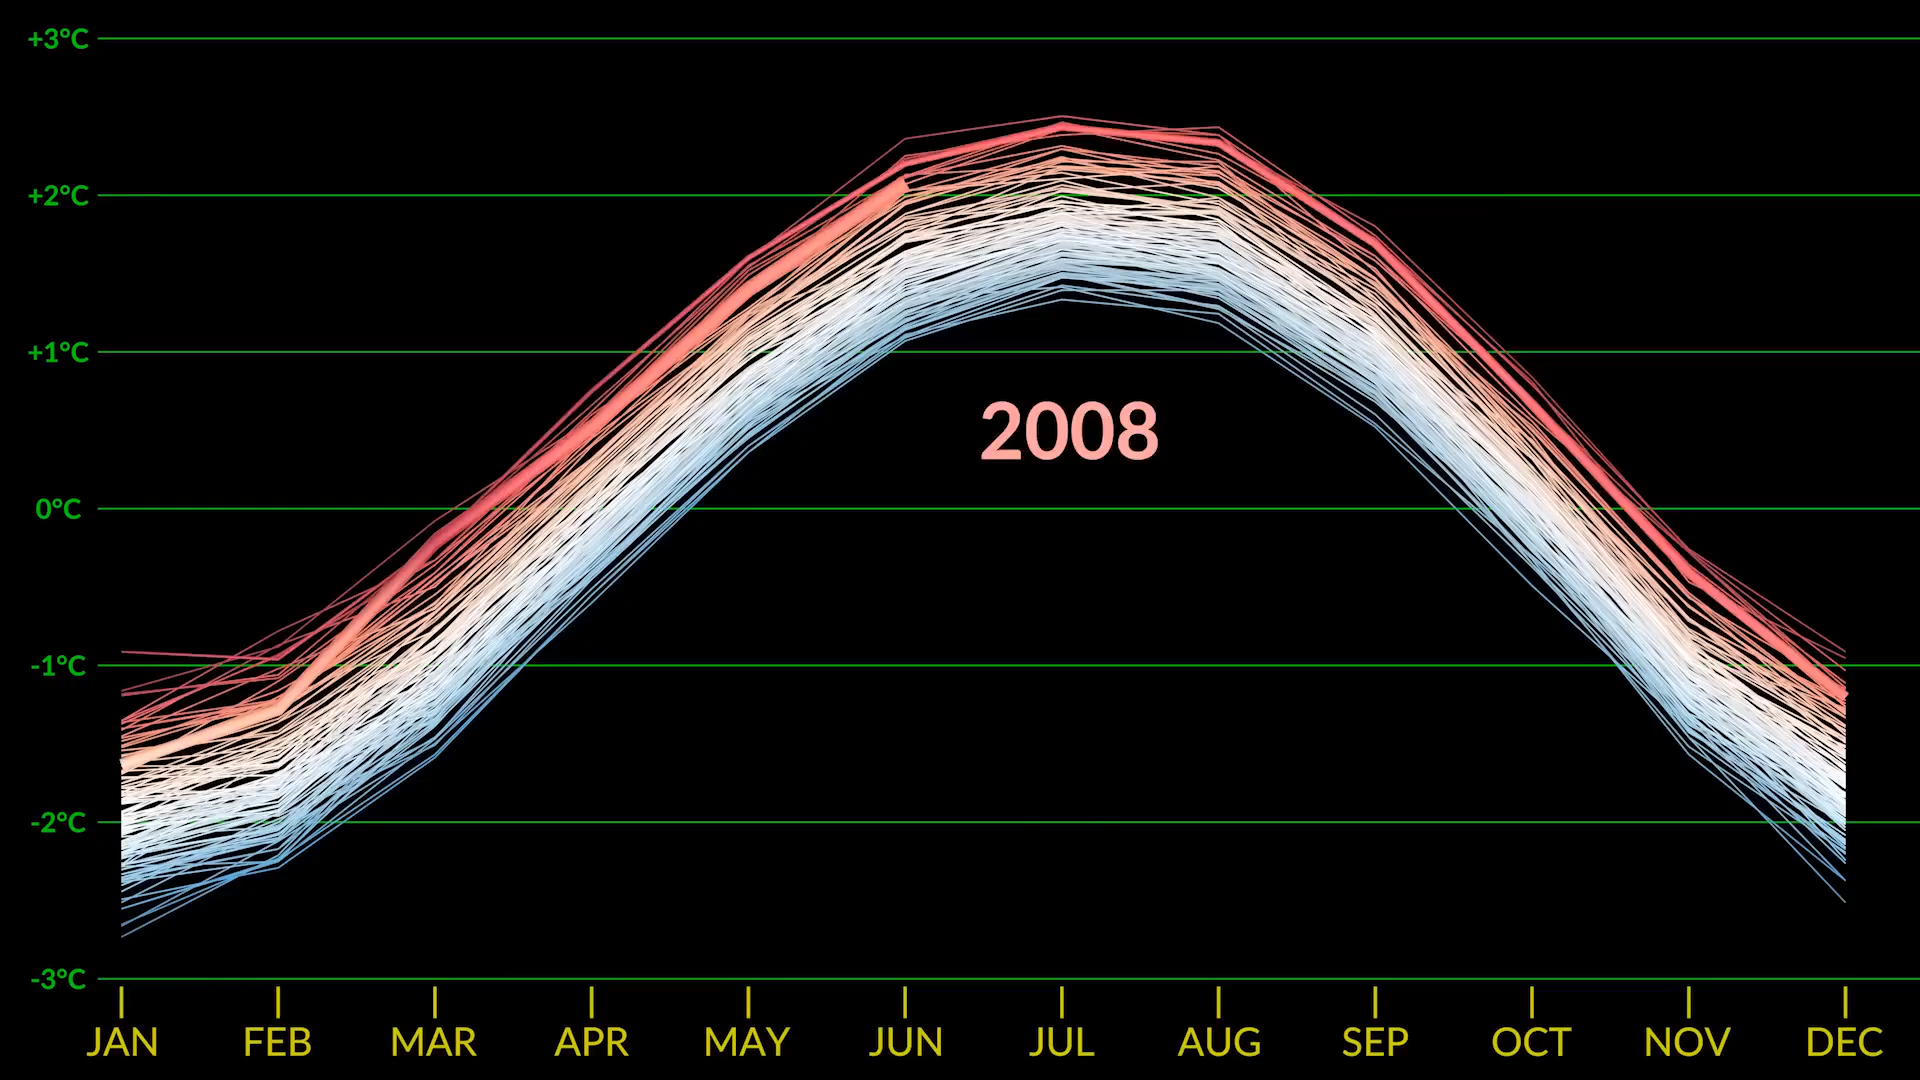 +3°C
+2°C
+1°C
2008
0°C
-1°C
-2°C
-3°C
JAN FEB MAR APR MAY JUN JUL AUG SEP OCT NOV DEC